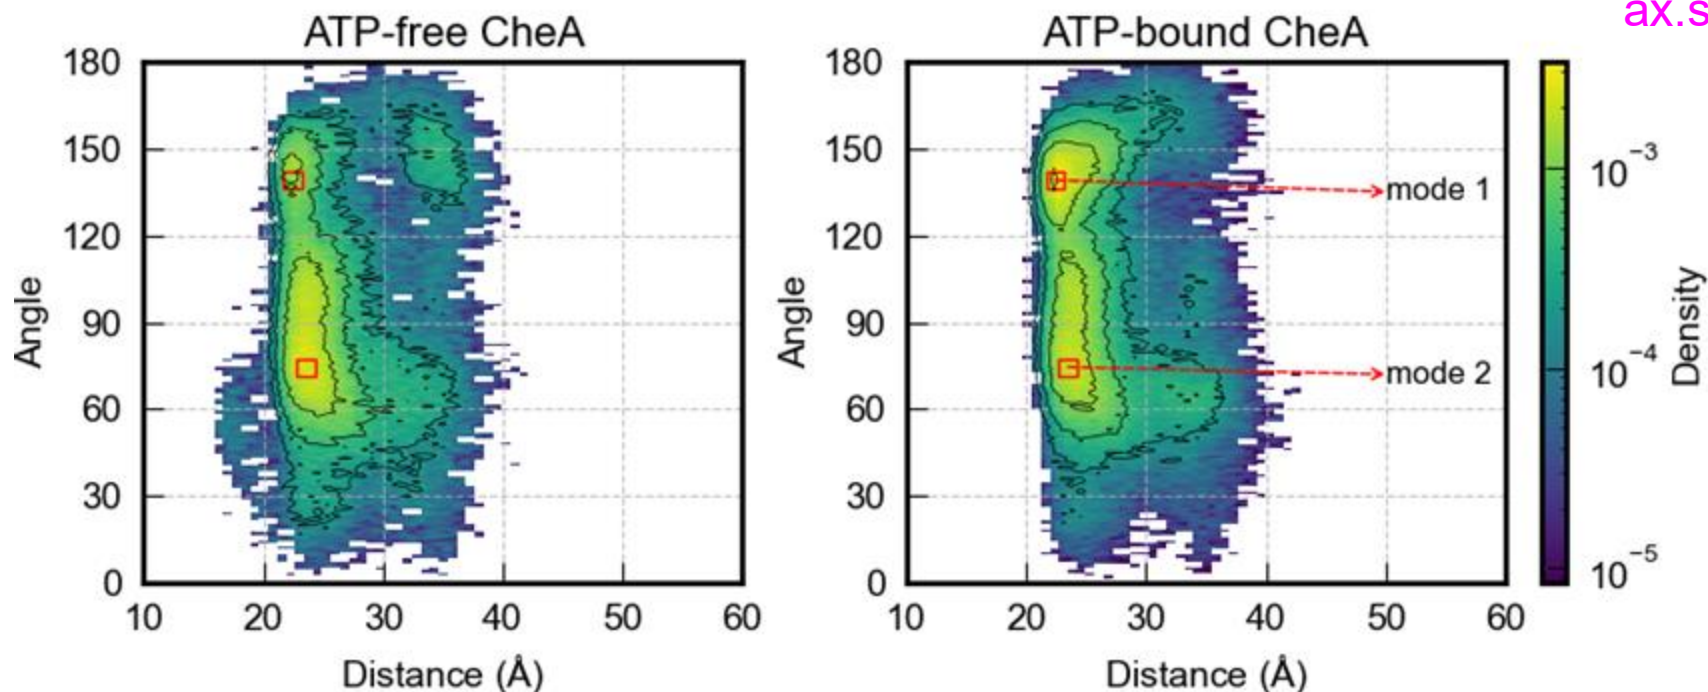 ax.s
ATP-free CheA
ATP-bound CheA
180
150
120
90
60
30
0
Angle
10
20
30
40
50
60
Distance (Å)
180
150
120
90
60
30
0
Angle
10
20
30
40
50
60
Distance (Å)
mode 1
mode 2
10⁻³
10⁻⁴
10⁻⁵
Density